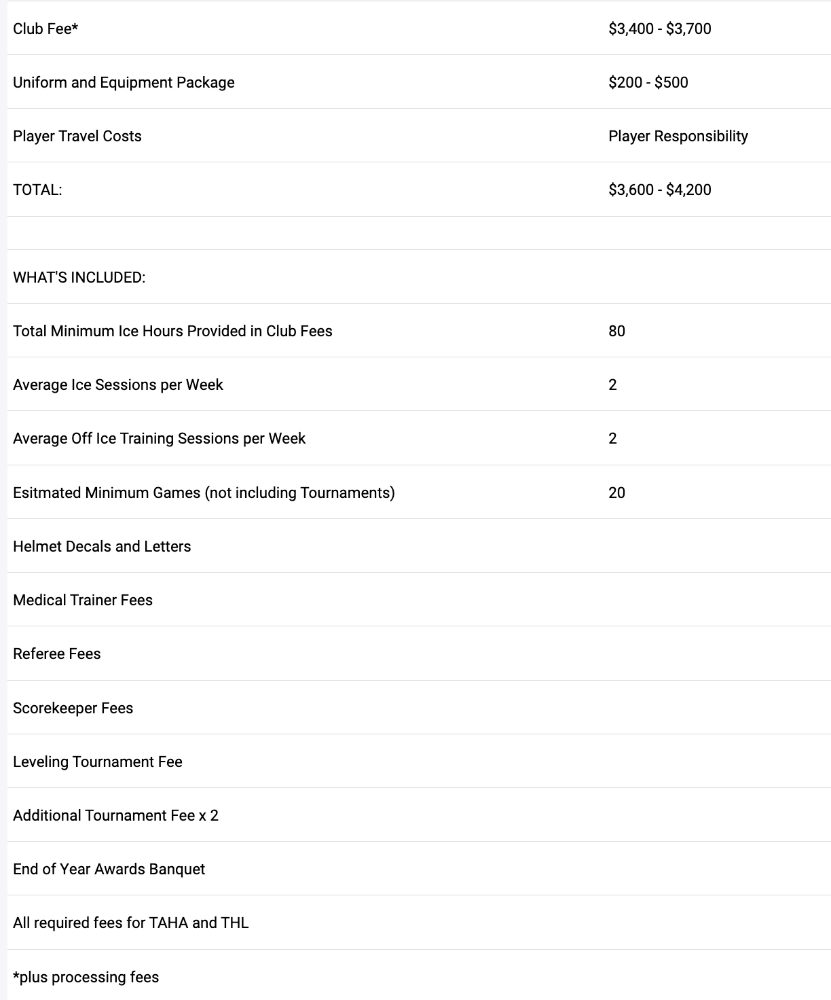 Club Fee* $3,400 - $3,700
Uniform and Equipment Package $200 - $500
Player Travel Costs Player Responsibility
TOTAL: $3,600 - $4,200
WHAT'S INCLUDED:
Total Minimum Ice Hours Provided in Club Fees 80
Average Ice Sessions per Week 2
Average Off Ice Training Sessions per Week 2
Esitmated Minimum Games (not including Tournaments) 20
Helmet Decals and Letters
Medical Trainer Fees
Referee Fees
Scorekeeper Fees
Leveling Tournament Fee
Additional Tournament Fee x 2
End of Year Awards Banquet
All required fees for TAHA and THL
*plus processing fees